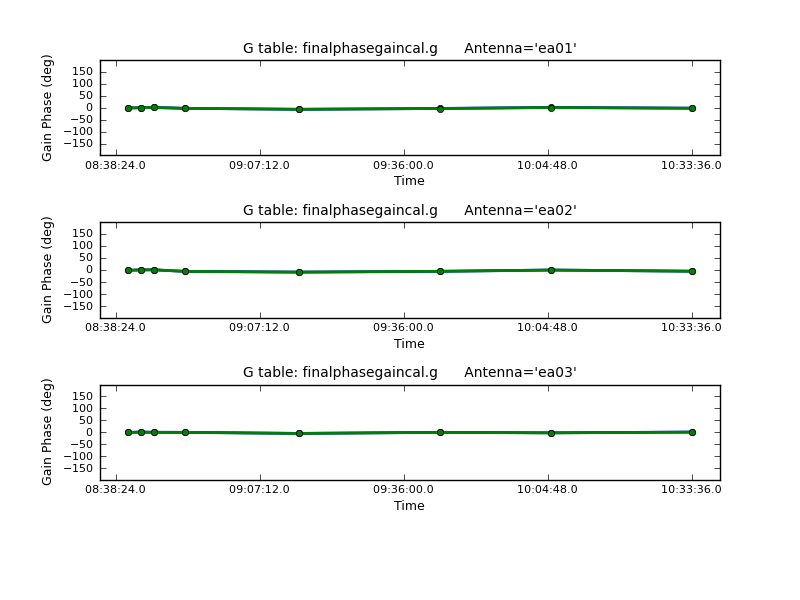 G table: finalphasegaincal.g Antenna='ea01'
Gain Phase (deg)
150
100
50
0
−50
−100
−150
08:38:24.0 09:07:12.0 09:36:00.0 10:04:48.0 10:33:36.0
Time
G table: finalphasegaincal.g Antenna='ea02'
Gain Phase (deg)
150
100
50
0
−50
−100
−150
08:38:24.0 09:07:12.0 09:36:00.0 10:04:48.0 10:33:36.0
Time
G table: finalphasegaincal.g Antenna='ea03'
Gain Phase (deg)
150
100
50
0
−50
−100
−150
08:38:24.0 09:07:12.0 09:36:00.0 10:04:48.0 10:33:36.0
Time